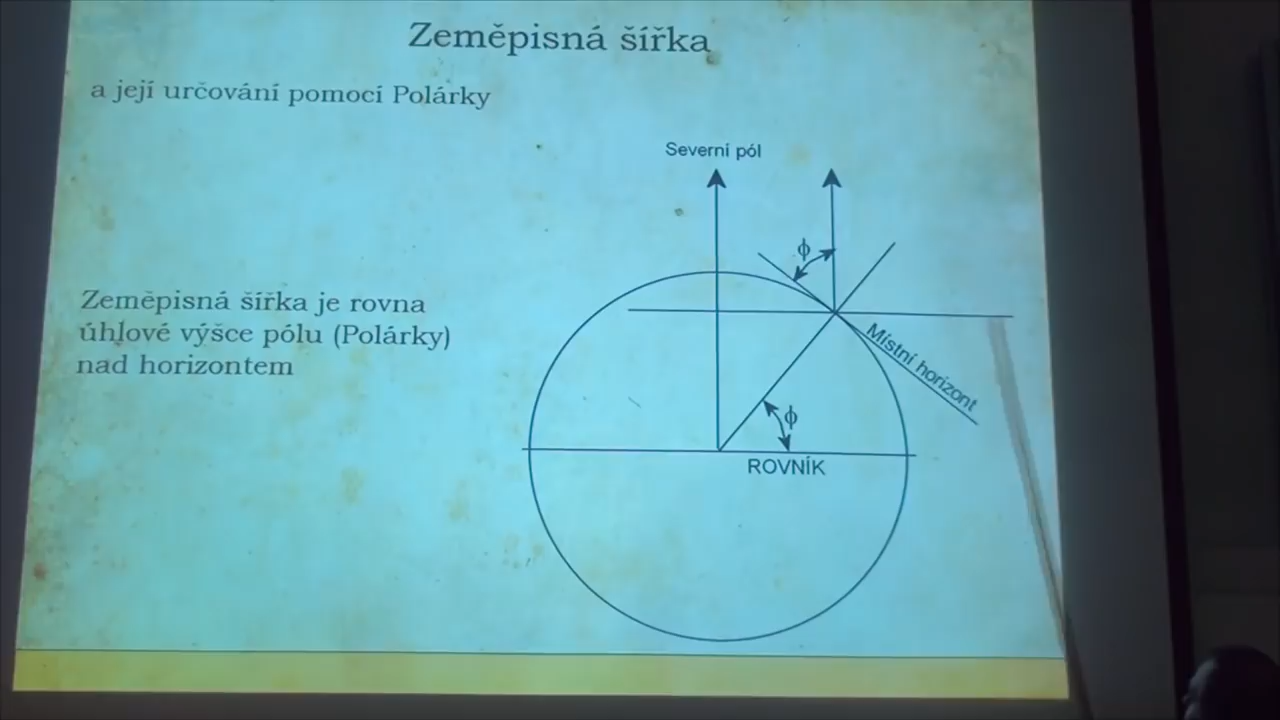 Zeměpisná šířka
a její určování pomocí Polárky
Severní pól
ϕ
Zeměpisná šířka je rovna
úhlové výšce pólu (Polárky)
nad horizontem
Místní horizont
ϕ
ROVNÍK